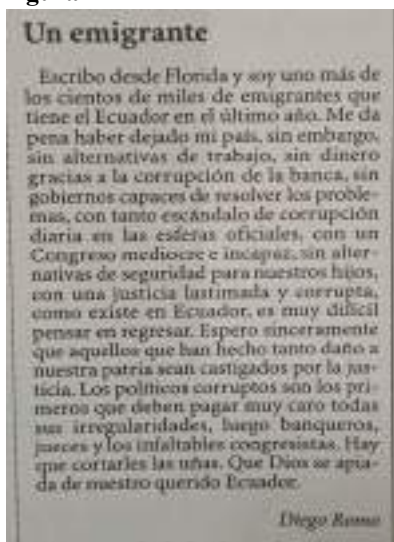 Un emigrante
Escribo desde Florida y soy uno más de
los cientos de miles de emigrantes que
tiene el Ecuador en el último año. Me da
pena haber dejado mi país, sin embargo,
sin alternativas de trabajo, sin dinero
gracias a la corrupción de la banca, sin
gobiernos capaces de resolver los proble-
mas, con tanto escándalo de corrupción
diaria en las esferas oficiales, con un
Congreso mediocre e incapaz, sin alter-
nativas de seguridad para nuestros hijos,
con una justicia lastimada y corrupta,
como existe en Ecuador, es muy difícil
pensar en regresar. Espero sinceramente
que aquellos que han hecho tanto daño a
nuestra patria sean castigados por la jus-
ticia. Los políticos corruptos son los pri-
meros que deben pagar muy caro todas
sus irregularidades, luego banqueros,
jueces y los infaltables congresistas. Hay
que cortarles las uñas. Que Dios se apia-
da de nuestro querido Ecuador.
Diego